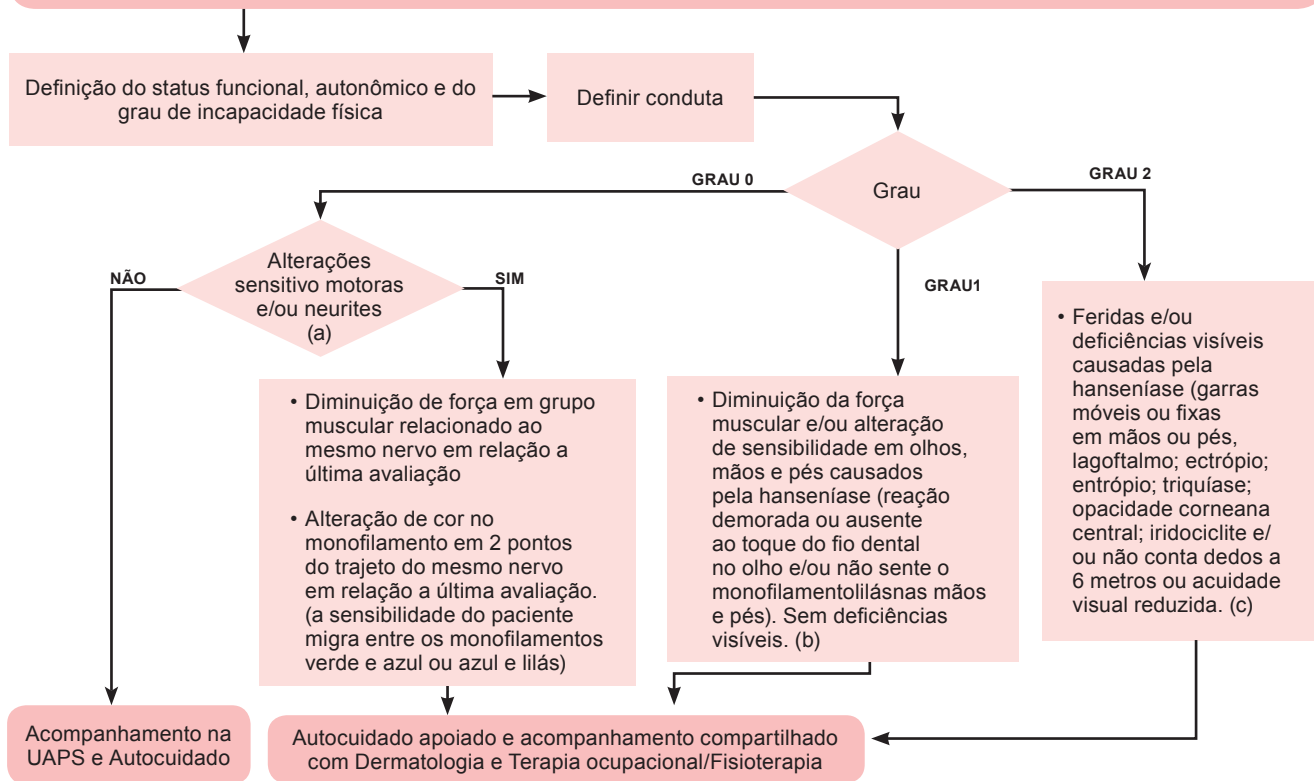 Definição do status funcional, autonômico e do
grau de incapacidade física
Definir conduta
Grau
GRAU 0
GRAU 2
GRAU1
Alterações
sensitivo motoras
e/ou neurites
(a)
NÃO
SIM
• Diminuição de força em grupo
muscular relacionado ao
mesmo nervo em relação a
última avaliação
• Alteração de cor no
monofilamento em 2 pontos
do trajeto do mesmo nervo
em relação a última avaliação.
(a sensibilidade do paciente
migra entre os monofilamentos
verde e azul ou azul e lilás)
• Diminuição da força
muscular e/ou alteração
de sensibilidade em olhos,
mãos e pés causados
pela hanseníase (reação
demorada ou ausente
ao toque do fio dental
no olho e/ou não sente o
monofilamentolilásnas mãos
e pés). Sem deficiências
visíveis. (b)
• Feridas e/ou
deficiências visíveis
causadas pela
hanseníase (garras
móveis ou fixas
em mãos ou pés,
lagoftalmo; ectrópio;
entrópio; triquíase;
opacidade corneana
central; iridociclite e/
ou não conta dedos a
6 metros ou acuidade
visual reduzida. (c)
Acompanhamento na
UAPS e Autocuidado
Autocuidado apoiado e acompanhamento compartilhado
com Dermatologia e Terapia ocupacional/Fisioterapia